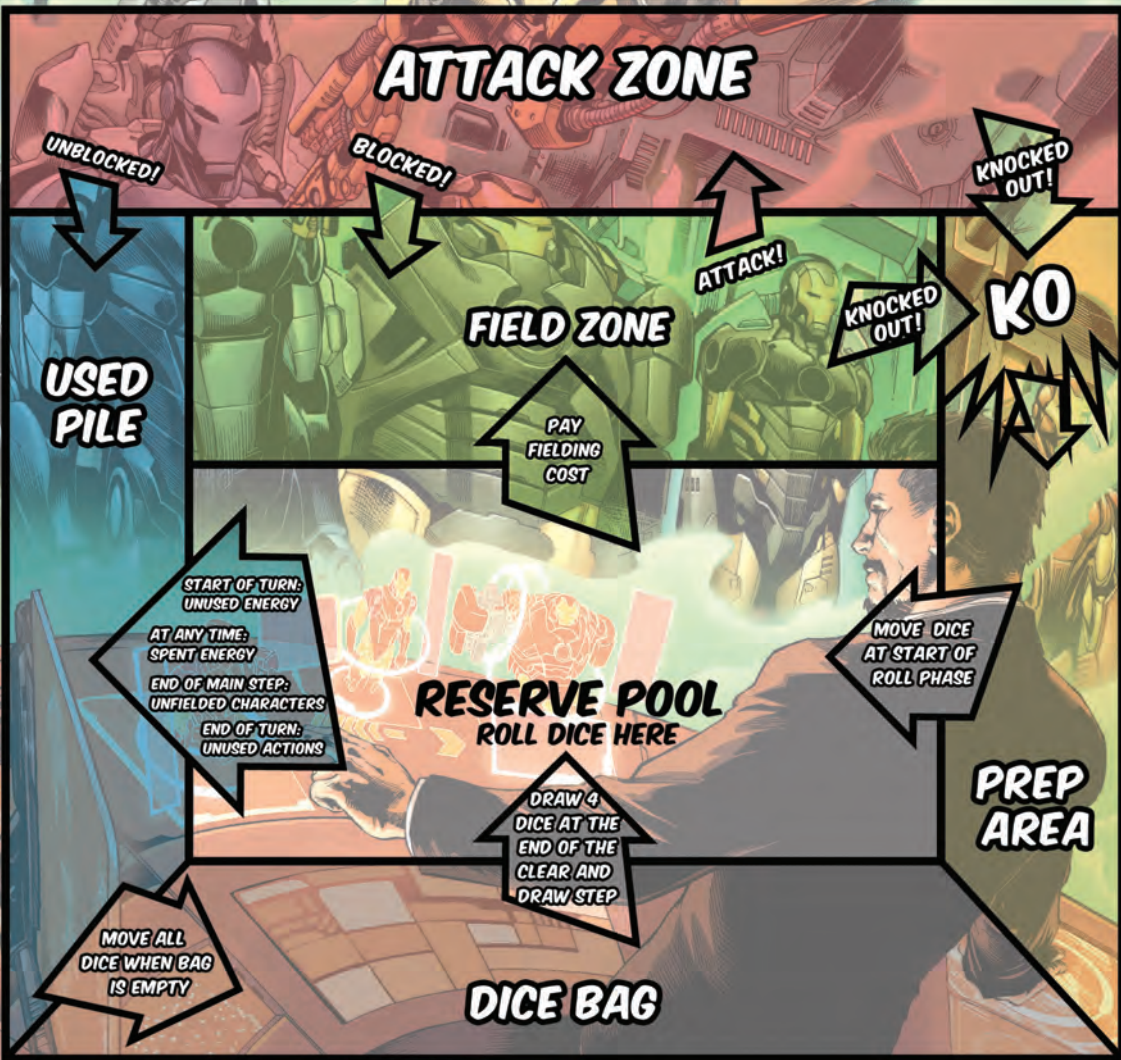 ATTACK ZONE
UNBLOCKED!
BLOCKED!
ATTACK!
KNOCKED
OUT!
KNOCKED
OUT!
KO
FIELD ZONE
USED
PILE
PAY
FIELDING
COST
START OF TURN:
UNUSED ENERGY
AT ANY TIME:
SPENT ENERGY
END OF MAIN STEP:
UNFIELDED CHARACTERS
END OF TURN:
UNUSED ACTIONS
RESERVE POOL
ROLL DICE HERE
MOVE DICE
AT START OF
ROLL PHASE
PREP
AREA
DRAW 4
DICE AT THE
END OF THE
CLEAR AND
DRAW STEP
MOVE ALL
DICE WHEN BAG
IS EMPTY
DICE BAG